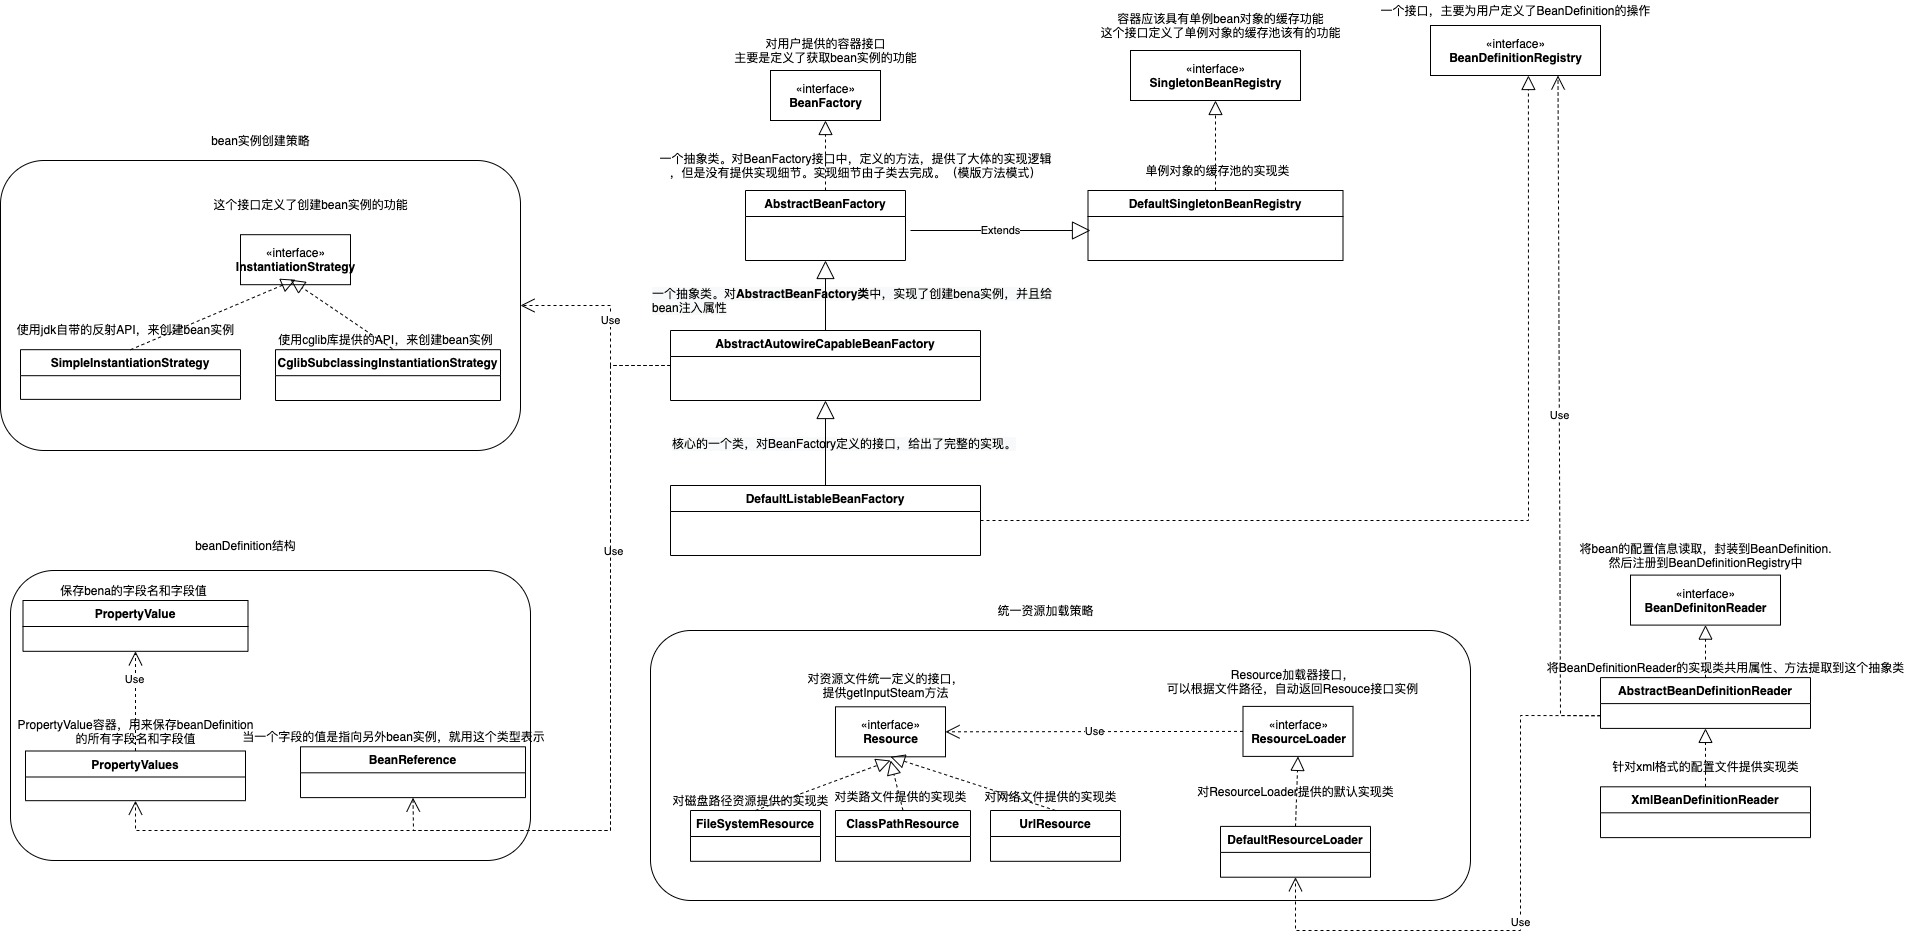 一个接口，主要为用户定义了BeanDefinition的操作
«interface»
BeanDefinitionRegistry
容器应该具有单例bean对象的缓存功能
这个接口定义了单例对象的缓存池该有的功能
«interface»
SingletonBeanRegistry
对用户提供的容器接口
主要是定义了获取bean实例的功能
«interface»
BeanFactory
一个抽象类。对BeanFactory接口中，定义的方法，提供了大体的实现逻辑
，但是没有提供实现细节。实现细节由子类去完成。（模版方法模式）
AbstractBeanFactory
Extends
单例对象的缓存池的实现类
DefaultSingletonBeanRegistry
一个抽象类。对AbstractBeanFactory类中，实现了创建bena实例，并且给
bean注入属性
AbstractAutowireCapableBeanFactory
核心的一个类，对BeanFactory定义的接口，给出了完整的实现。
DefaultListableBeanFactory
bean实例创建策略
这个接口定义了创建bean实例的功能
«interface»
InstantiationStrategy
使用jdk自带的反射API，来创建bean实例
SimpleInstantiationStrategy
使用cglib库提供的API，来创建bean实例
CglibSubclassingInstantiationStrategy
Use
Use
Use
beanDefinition结构
保存bena的字段名和字段值
PropertyValue
Use
PropertyValue容器，用来保存beanDefinition
的所有字段名和字段值
PropertyValues
当一个字段的值是指向另外bean实例，就用这个类型表示
BeanReference
统一资源加载策略
对资源文件统一定义的接口，
提供getInputSteam方法
«interface»
Resource
Use
Resource加载器接口，
可以根据文件路径，自动返回Resouce接口实例
«interface»
ResourceLoader
对磁盘路径资源提供的实现类
FileSystemResource
对类路文件提供的实现类
ClassPathResource
对网络文件提供的实现类
UrlResource
对ResourceLoader提供的默认实现类
DefaultResourceLoader
将bean的配置信息读取，封装到BeanDefinition.
然后注册到BeanDefinitionRegistry中
«interface»
BeanDefinitonReader
将BeanDefinitionReader的实现类共用属性、方法提取到这个抽象类
AbstractBeanDefinitionReader
针对xml格式的配置文件提供实现类
XmlBeanDefinitionReader
Use